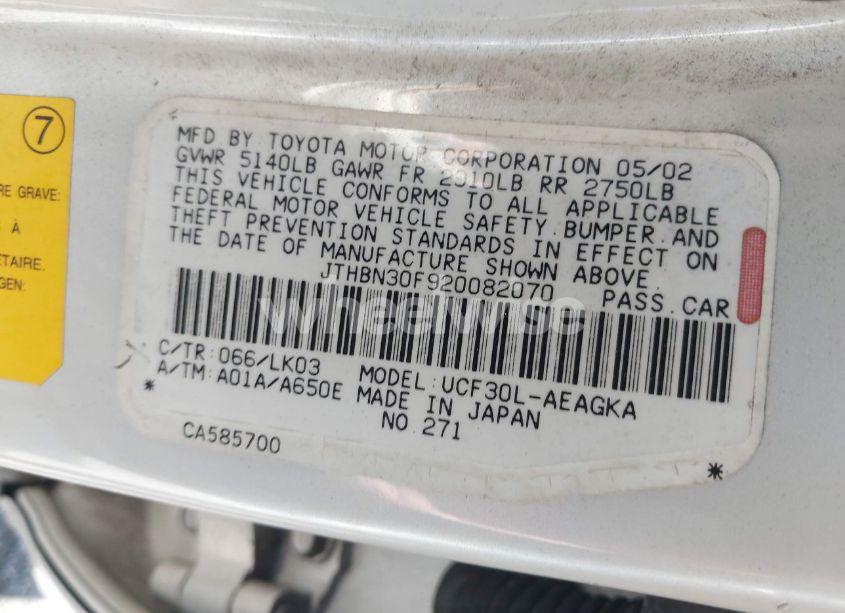 7
RE GRAVE:
S À
ÉTAIRE.
GEN:
MFD BY TOYOTA MOTOR CORPORATION 05/02
GVWR 5140LB GAWR FR 2910LB RR 2750LB
THIS VEHICLE CONFORMS TO ALL APPLICABLE
FEDERAL MOTOR VEHICLE SAFETY.BUMPER.AND
THEFT PREVENTION STANDARDS IN EFFECT ON
THE DATE OF MANUFACTURE SHOWN ABOVE.
JTHBN30F920082070 PASS.CAR
wheelwise
C/TR:066/LK03 MODEL:UCF30L-AEAGKA
A/TM:A01A/A650E MADE IN JAPAN
CA585700 NO.271